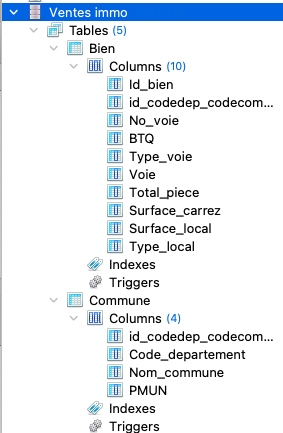 Ventes immo
Tables (5)
Bien
Columns (10)
Id_bien
id_codedep_codecom...
No_voie
BTQ
Type_voie
Voie
Total_piece
Surface_carrez
Surface_local
Type_local
Indexes
Triggers
Commune
Columns (4)
id_codedep_codecom...
Code_departement
Nom_commune
PMUN
Indexes
Triggers